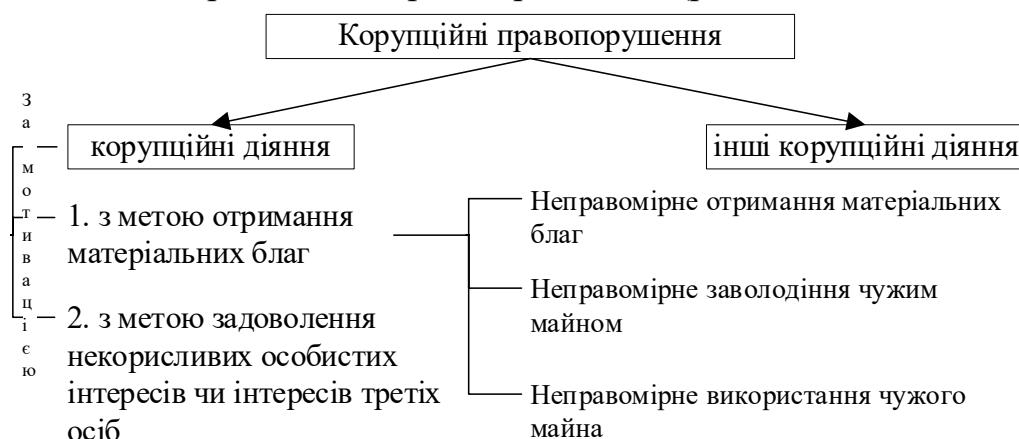 Корупційні правопорушення
корупційні діяння
інші корупційні діяння
За мотивацією
1. з метою отримання
матеріальних благ
2. з метою задоволення
некорисливих особистих
інтересів чи інтересів третіх
осіб
Неправомірне отримання матеріальних
благ
Неправомірне заволодіння чужим
майном
Неправомірне використання чужого
майна